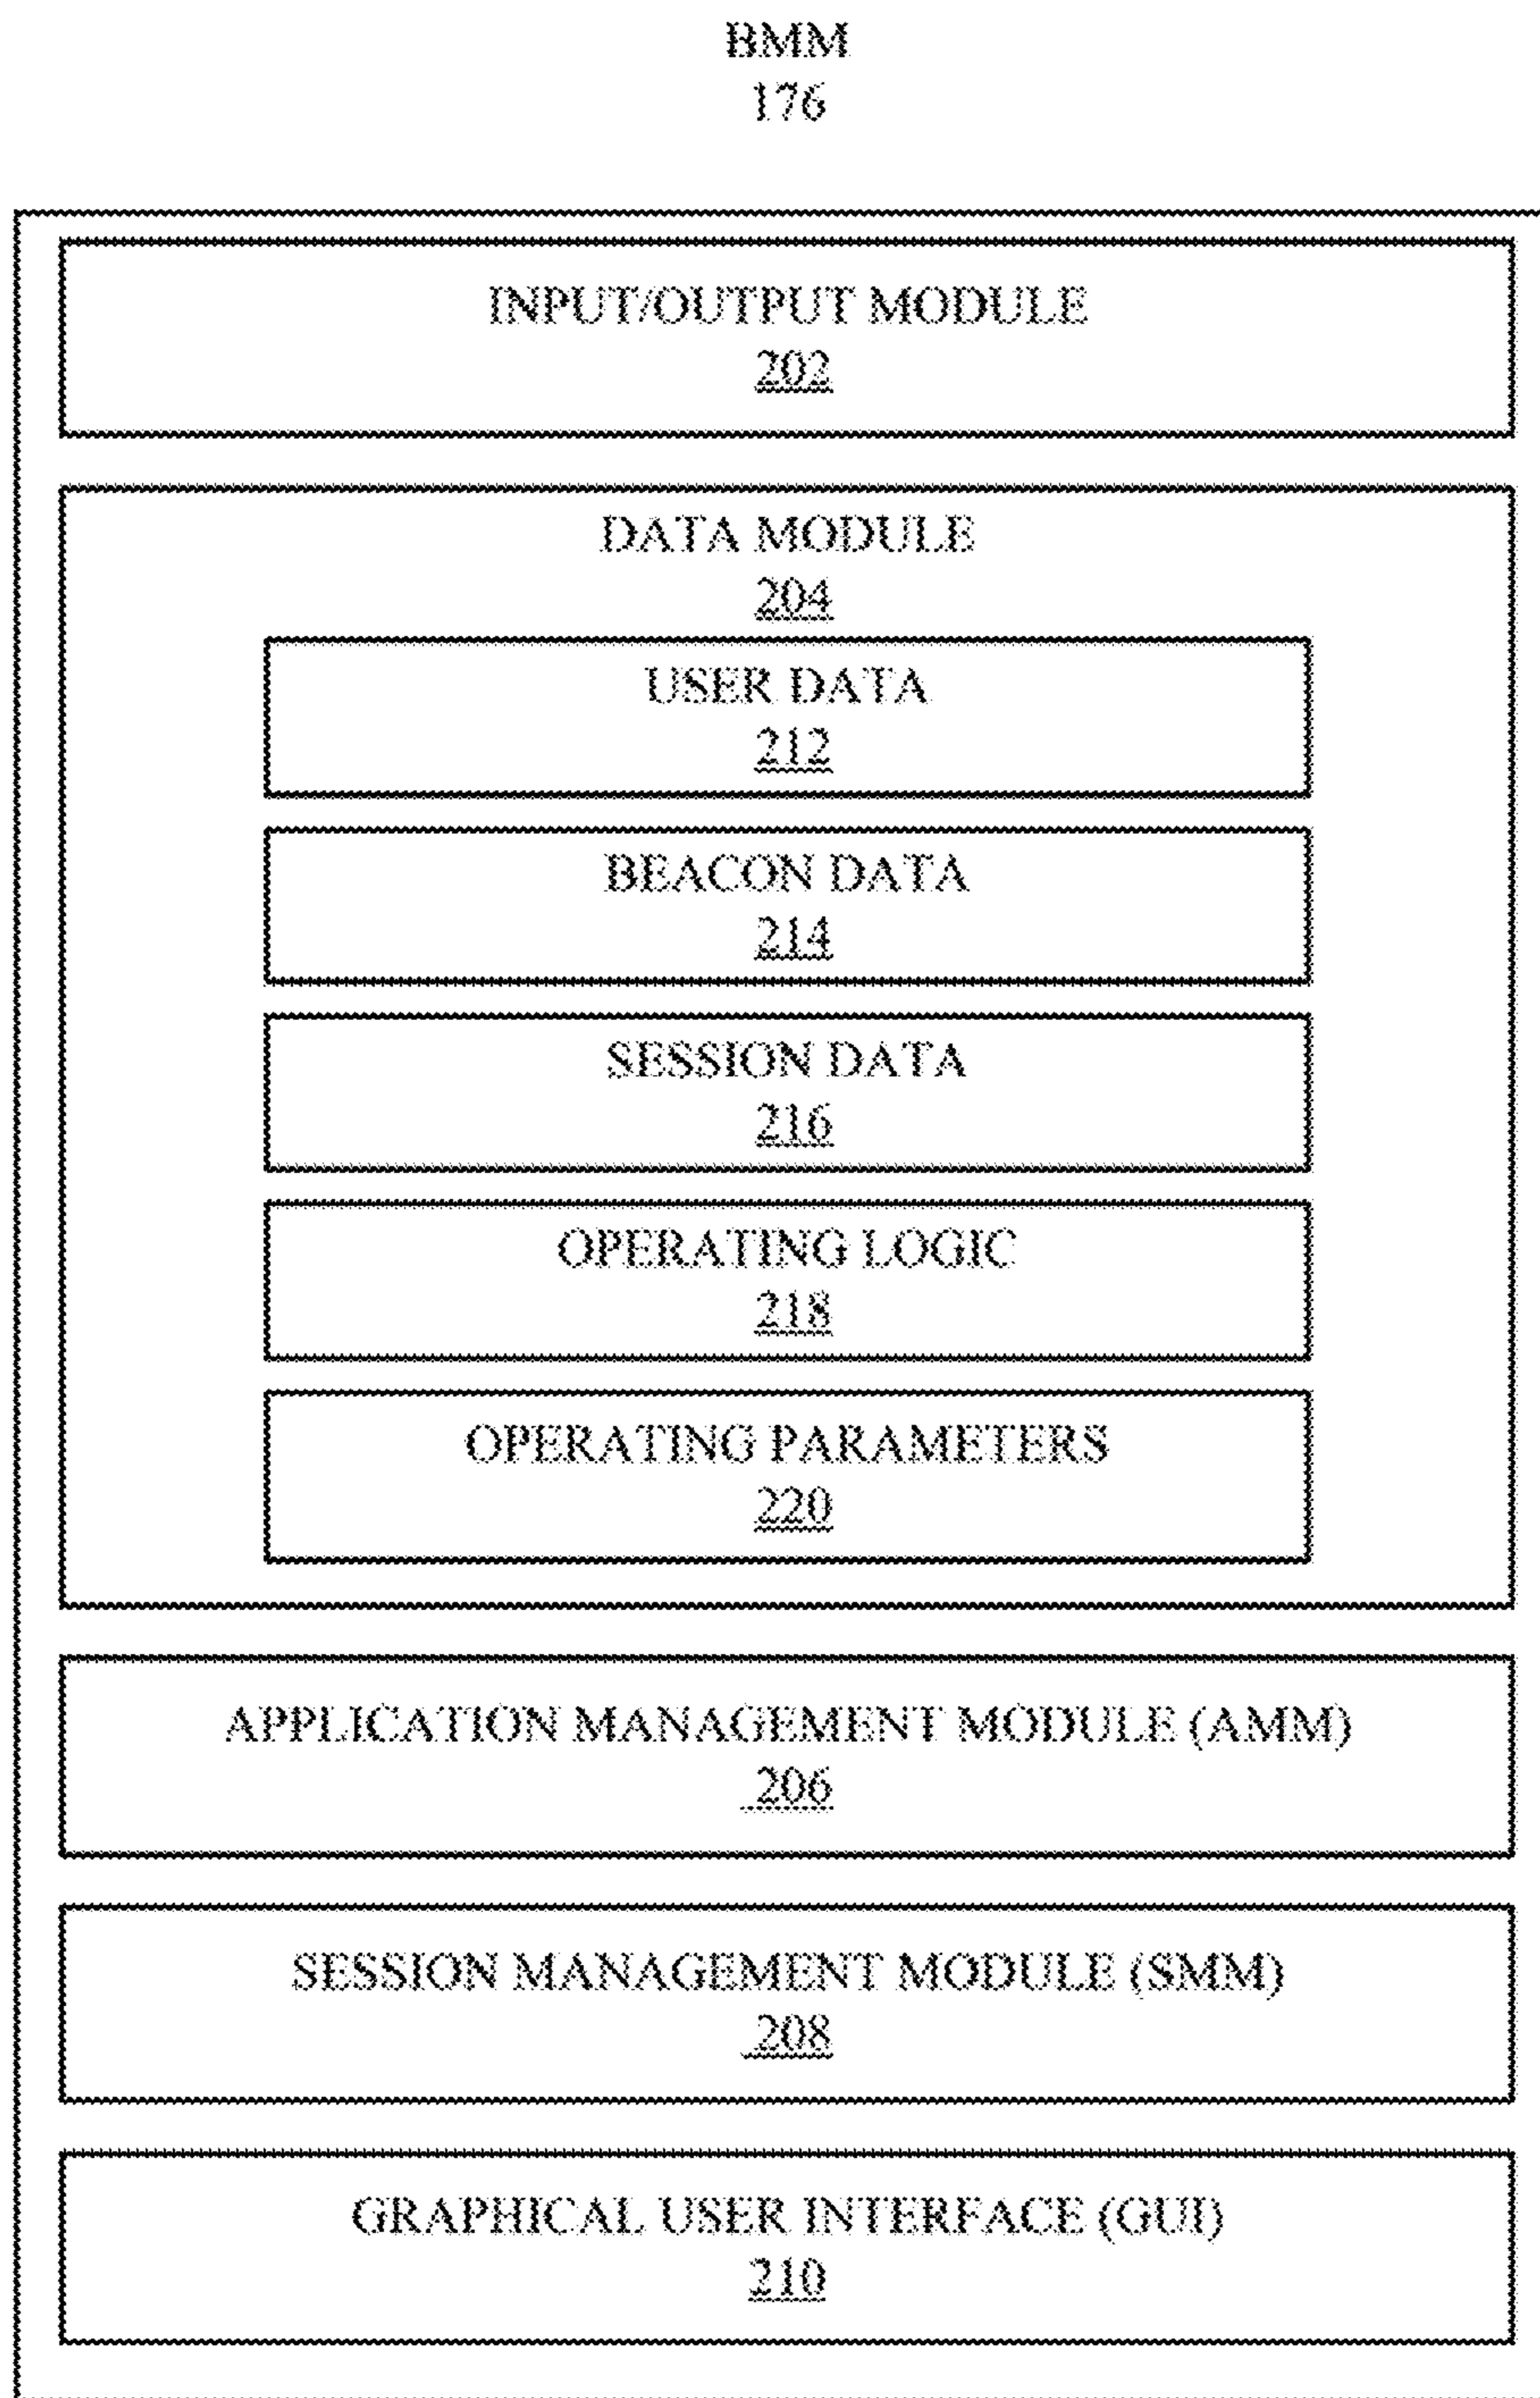 BMM
176
INPUT/OUTPUT MODULE
202
DATA MODULE
204
USER DATA
212
BEACON DATA
214
SESSION DATA
216
OPERATING LOGIC
218
OPERATING PARAMETERS
220
APPLICATION MANAGEMENT MODULE (AMM)
206
SESSION MANAGEMENT MODULE (SMM)
208
GRAPHICAL USER INTERFACE (GUI)
210